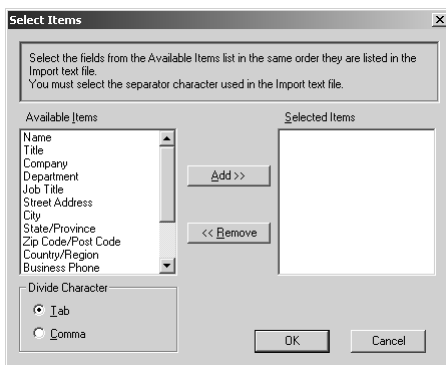 Select Items
Select the fields from the Available Items list in the same order they are listed in the
Import text file.
You must select the separator character used in the Import text file.
Available Items
Selected Items
Name
Title
Company
Department
Job Title
Street Address
City
State/Province
Zip Code/Post Code
Country/Region
Business Phone
Add >>
<< Remove
Divide Character
Tab
Comma
OK
Cancel